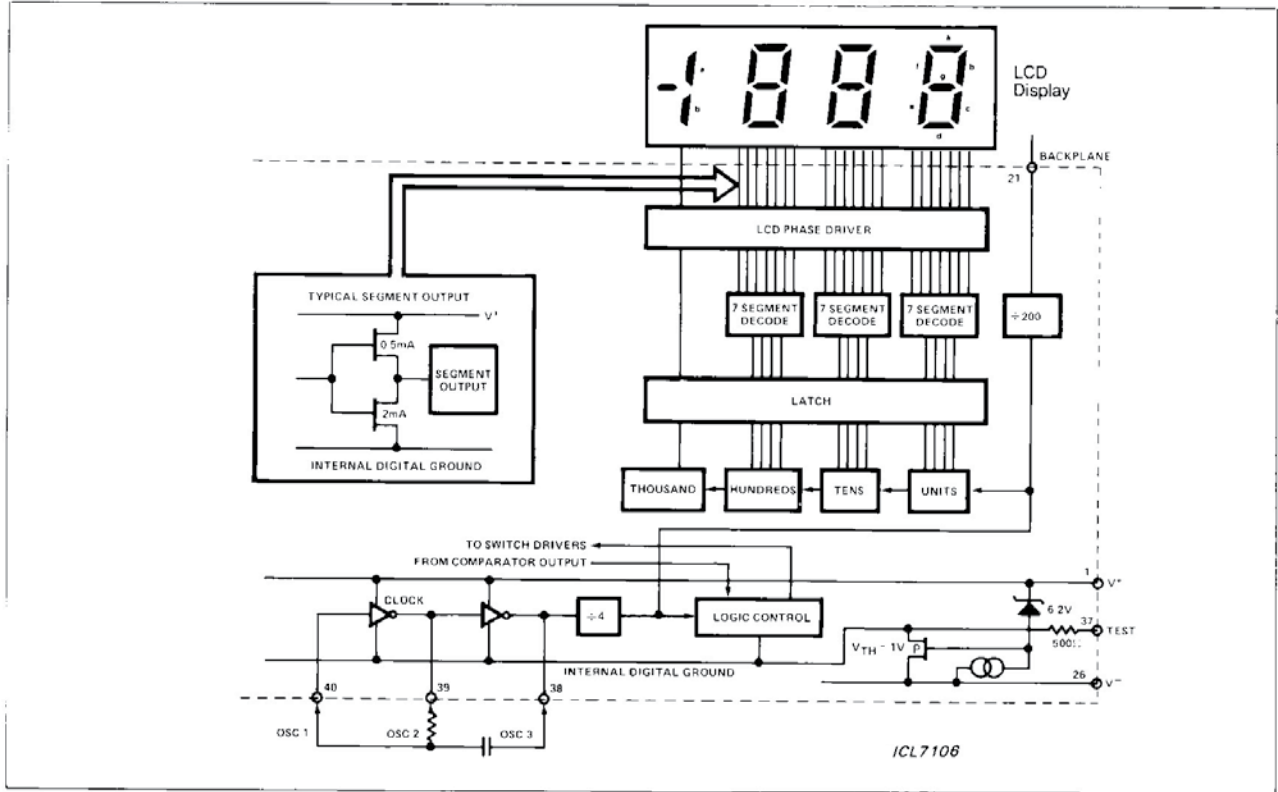 a
b
a
f
b
g
e
c
d
LCD
Display
BACKPLANE
21
LCD PHASE DRIVER
TYPICAL SEGMENT OUTPUT
V+
0.5mA
SEGMENT
OUTPUT
2mA
INTERNAL DIGITAL GROUND
7 SEGMENT
DECODE
7 SEGMENT
DECODE
7 SEGMENT
DECODE
÷200
LATCH
THOUSAND
HUNDREDS
TENS
UNITS
TO SWITCH DRIVERS
FROM COMPARATOR OUTPUT
1
V+
CLOCK
÷4
LOGIC CONTROL
6.2V
37
TEST
500Ω
VTH = 1V
P
INTERNAL DIGITAL GROUND
26
V−
40
39
38
OSC 1
OSC 2
OSC 3
ICL7106